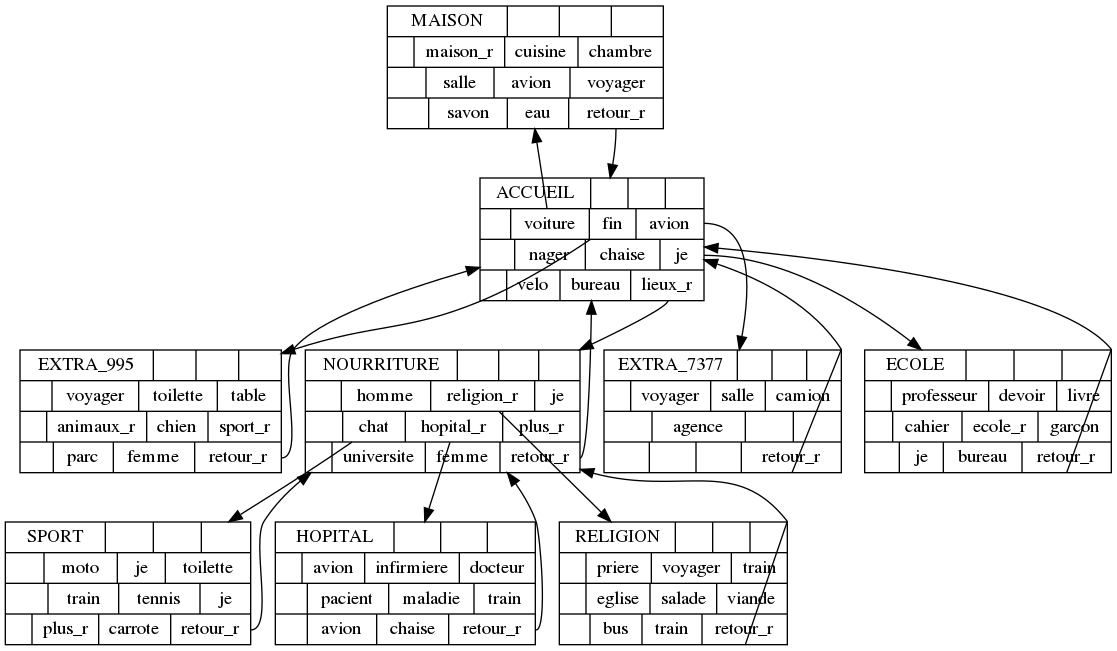 MAISON
maison_r cuisine chambre
salle avion voyager
savon eau retour_r
ACCUEIL
voiture fin avion
nager chaise je
velo bureau lieux_r
EXTRA_995
voyager toilette table
animaux_r chien sport_r
parc femme retour_r
NOURRITURE
homme religion_r je
chat hopital_r plus_r
universite femme retour_r
EXTRA_7377
voyager salle camion
agence
retour_r
ECOLE
professeur devoir livre
cahier ecole_r garcon
je bureau retour_r
SPORT
moto je toilette
train tennis je
plus_r carrote retour_r
HOPITAL
avion infirmiere docteur
pacient maladie train
avion chaise retour_r
RELIGION
priere voyager train
eglise salade viande
bus train retour_r